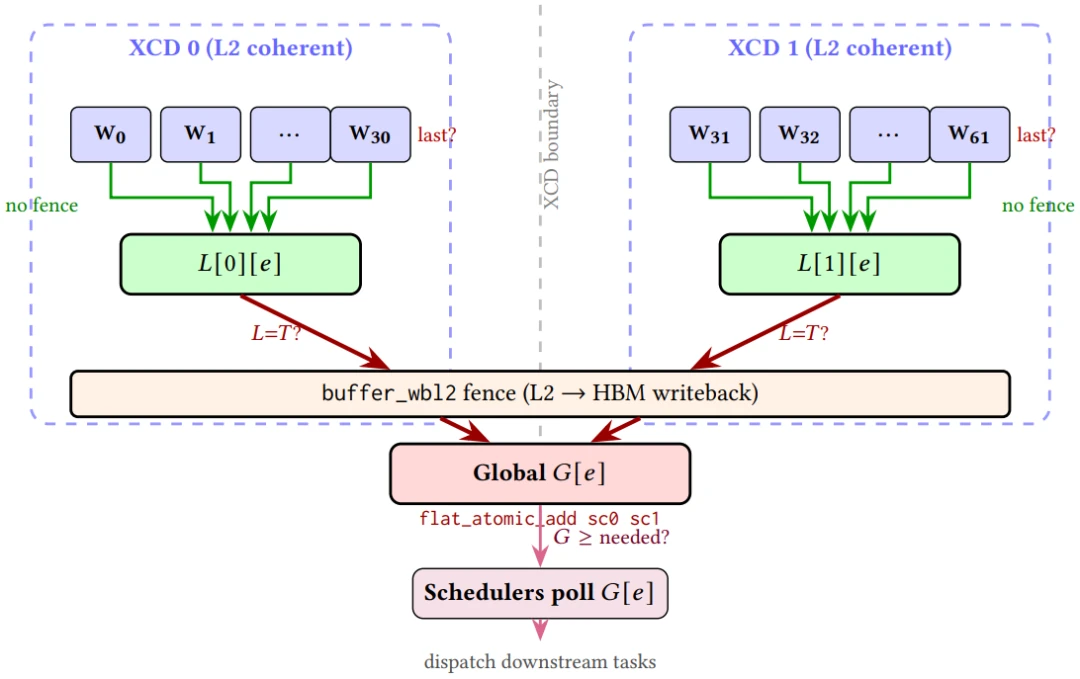 XCD 0 (L2 coherent)
XCD 1 (L2 coherent)
XCD boundary
W₀
W₁
...
W₃₀
last?
W₃₁
W₃₂
...
W₆₁
last?
no fence
no fence
L[0][e]
L[1][e]
L=T?
L=T?
buffer_wbl2 fence (L2 → HBM writeback)
Global G[e]
flat_atomic_add sc0 sc1
G ≥ needed?
Schedulers poll G[e]
dispatch downstream tasks